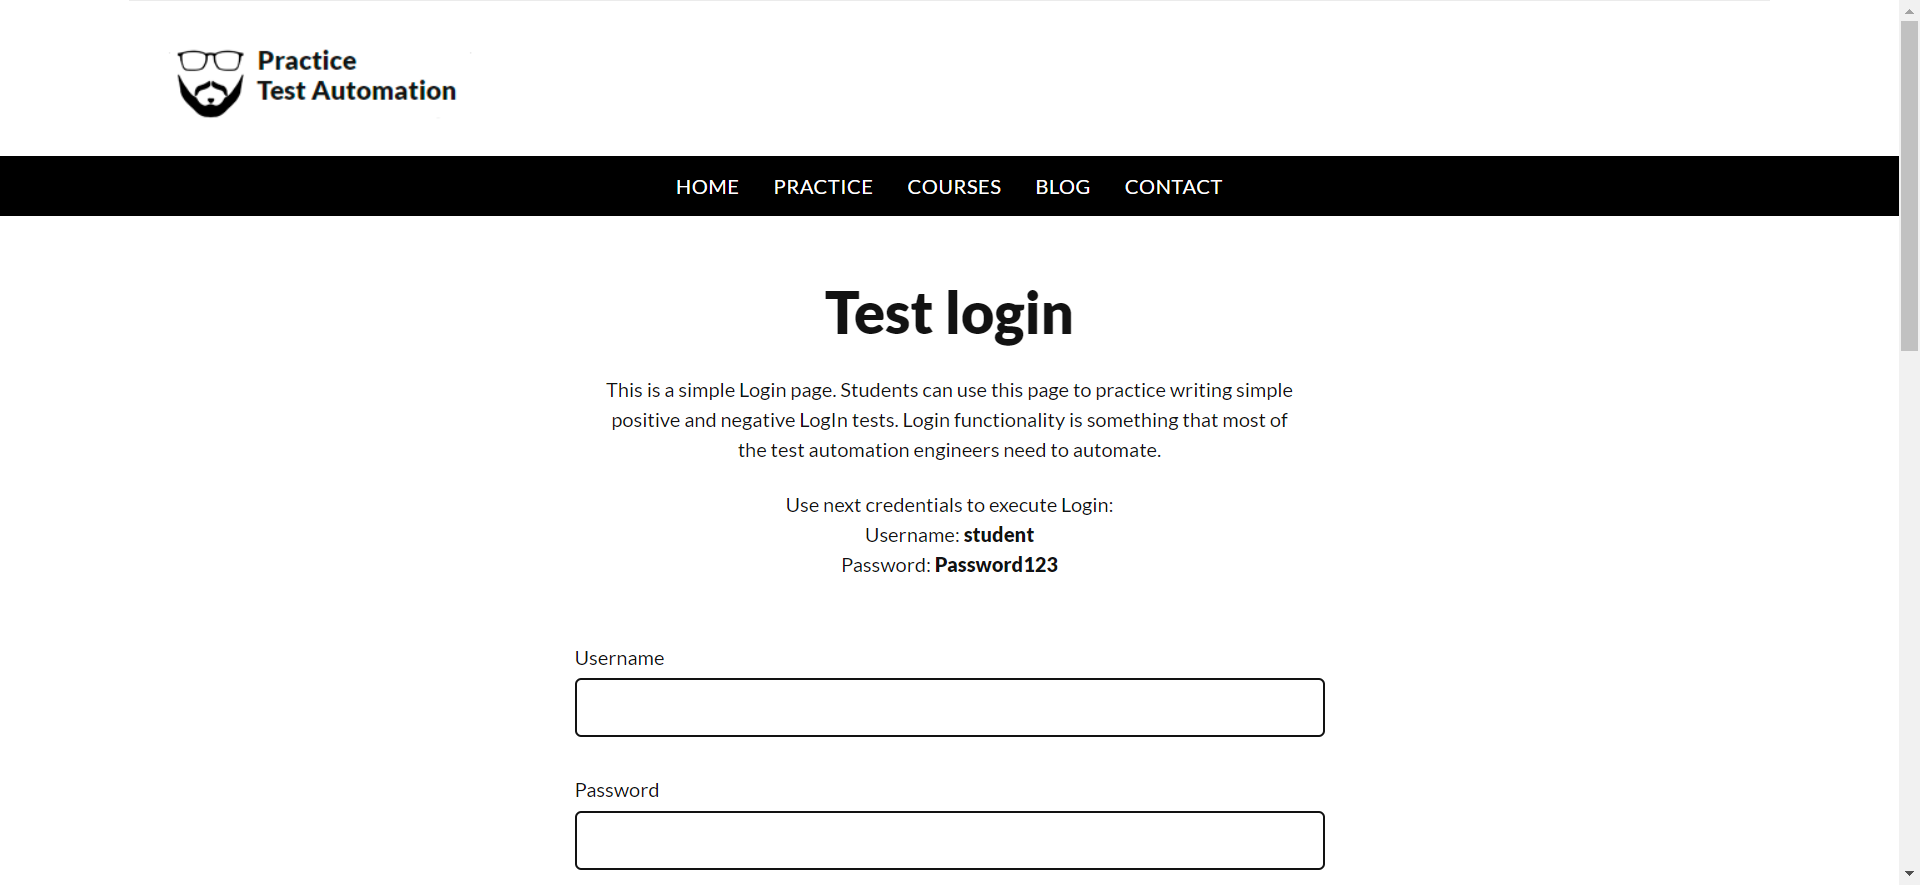 Practice
Test Automation
HOME PRACTICE COURSES BLOG CONTACT
Test login
This is a simple Login page. Students can use this page to practice writing simple
positive and negative LogIn tests. Login functionality is something that most of
the test automation engineers need to automate.
Use next credentials to execute Login:
Username: student
Password: Password123
Username
Password